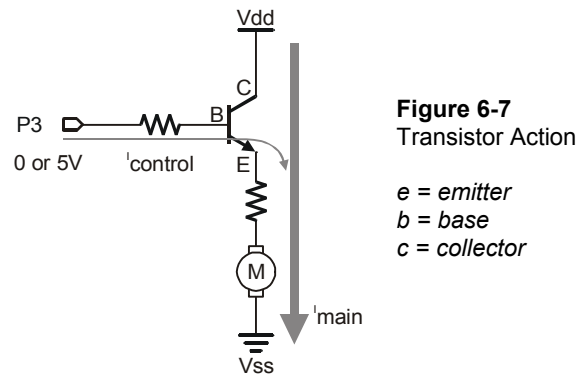 Vdd
C
P3
B
0 or 5V
Icontrol
E
M
Imain
Vss
Figure 6-7
Transistor Action
e = emitter
b = base
c = collector